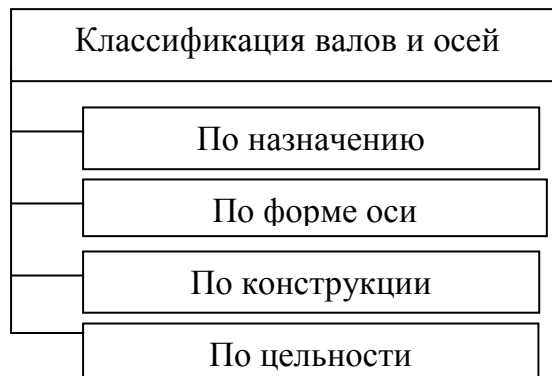 Классификация валов и осей
По назначению
По форме оси
По конструкции
По цельности